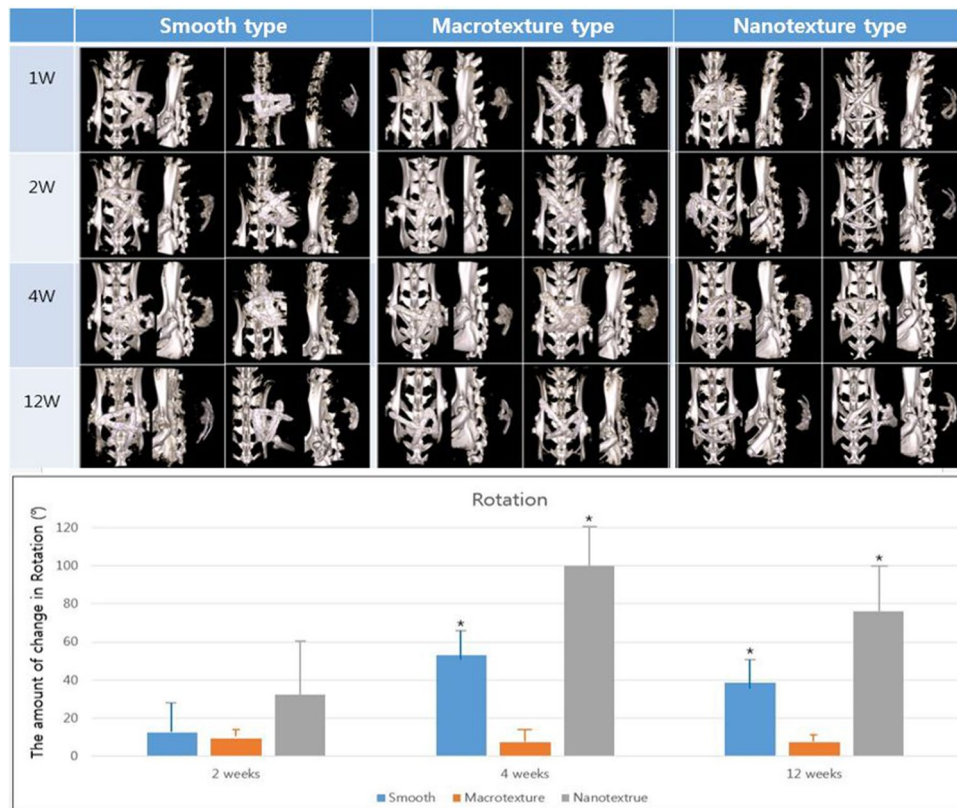 Smooth type Macrotexture type Nanotexture type
1W
2W
4W
12W
Rotation
The amount of change in Rotation (°)
120
100
80
60
40
20
0
*
*
*
*
2 weeks 4 weeks 12 weeks
Smooth Macrotexture Nanotextrue